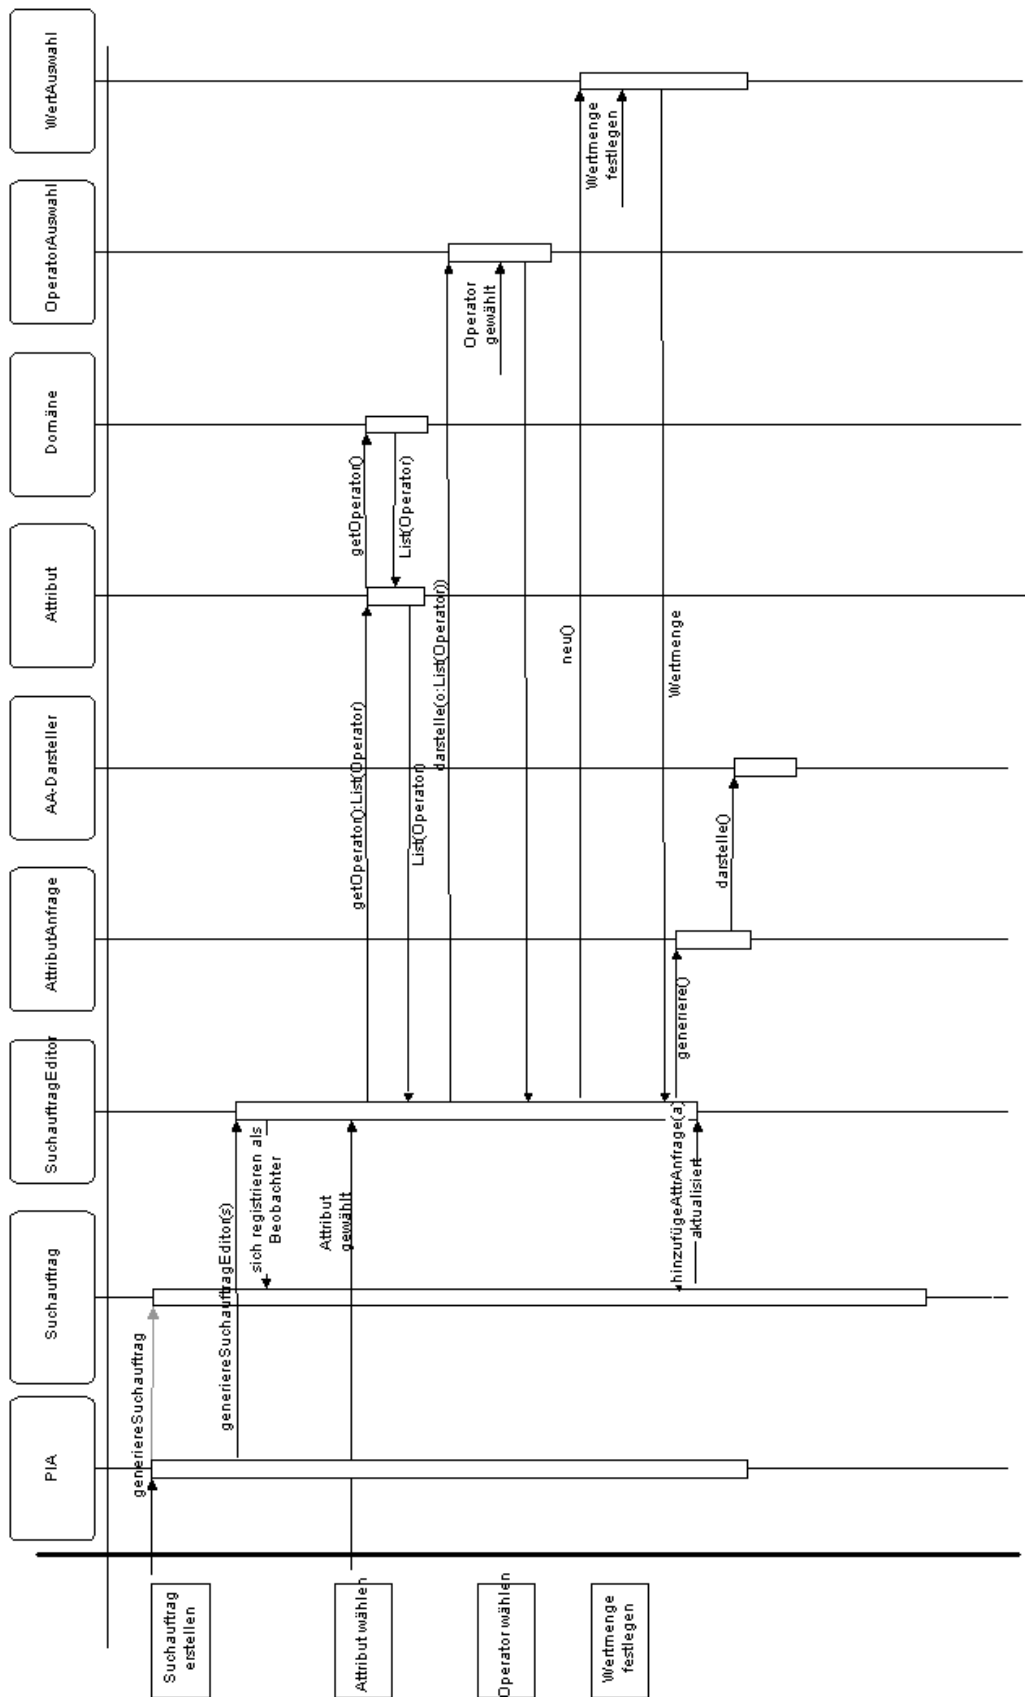 PIA
Suchauftrag
SuchauftragEditor
AttributAnfrage
AA-Darsteller
Attribut
Domäne
OperatorAuswahl
WertAuswahl
Suchauftrag
erstellen
generiereSuchauftrag
generiereSuchauftragEditor(s)
sich registrieren als
Beobachter
Attribut wählen
Attribut
gewählt
getOperator():List(Operator)
getOperator()
List(Operator)
List(Operator)
darstelle(o:List(Operator))
Operator wählen
Operator
gewählt
neu()
Wertmenge
festlegen
Wertmenge
festlegen
Wertmenge
generiere()
hinzufügeAttrAnfrage(a)
aktualisiert
darstelle()